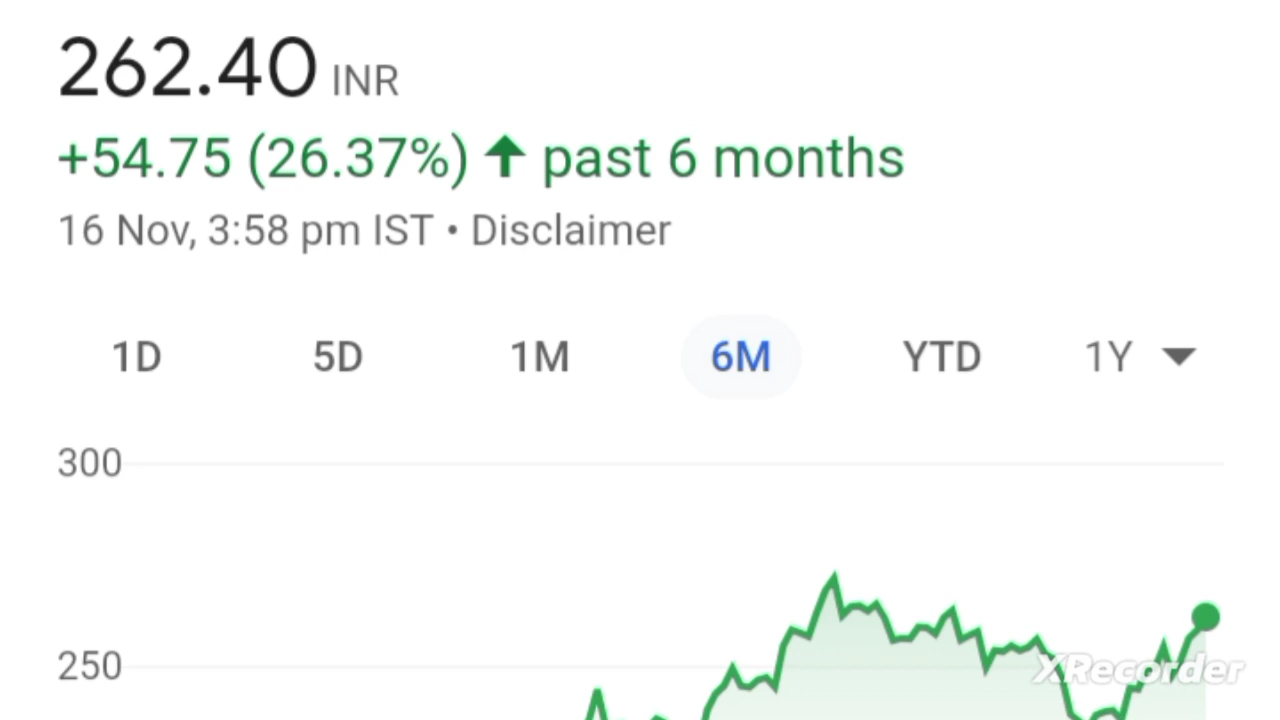 262.40 INR
+54.75 (26.37%) ↑ past 6 months
16 Nov, 3:58 pm IST • Disclaimer
1D 5D 1M 6M YTD 1Y
300
250
XRecorder